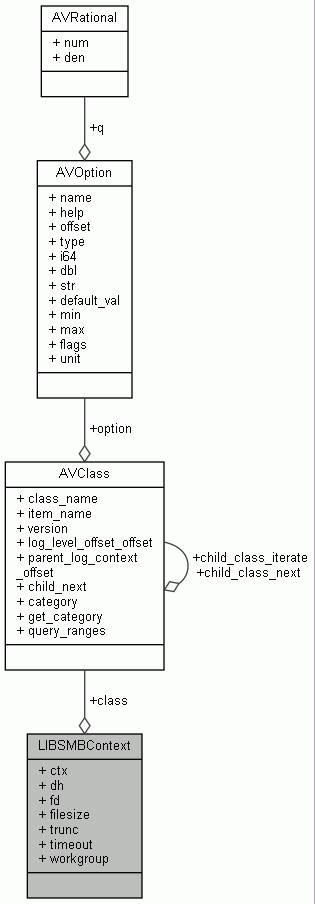 AVRational
+ num
+ den
+q
AVOption
+ name
+ help
+ offset
+ type
+ i64
+ dbl
+ str
+ default_val
+ min
+ max
+ flags
+ unit
+option
AVClass
+ class_name
+ item_name
+ version
+ log_level_offset_offset
+ parent_log_context
_offset
+ child_next
+ category
+ get_category
+ query_ranges
+child_class_iterate
+child_class_next
+class
LIBSMBContext
+ ctx
+ dh
+ fd
+ filesize
+ trunc
+ timeout
+ workgroup